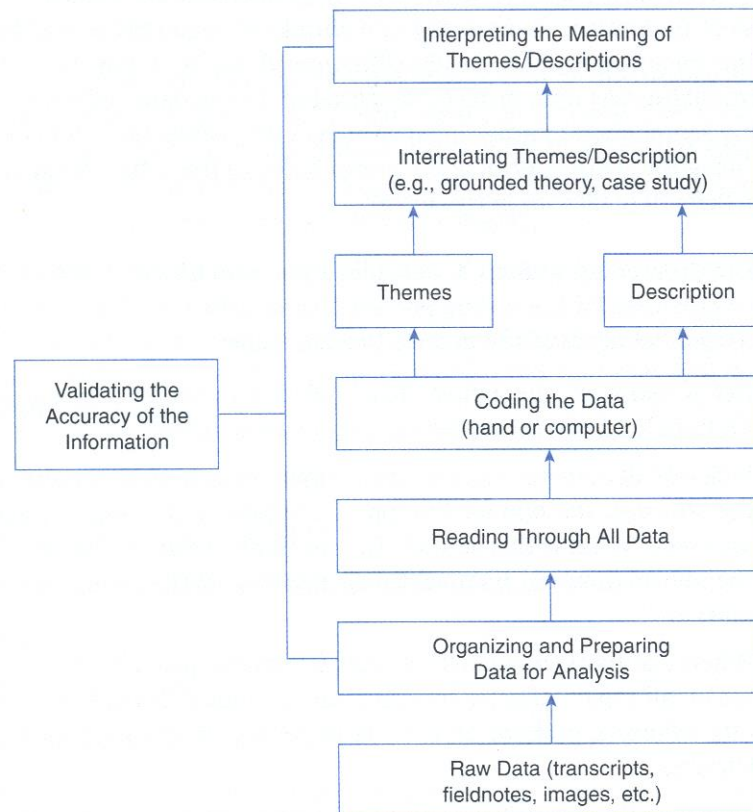 Interpreting the Meaning of
Themes/Descriptions
Interrelating Themes/Description
(e.g., grounded theory, case study)
Themes
Description
Validating the
Accuracy of the
Information
Coding the Data
(hand or computer)
Reading Through All Data
Organizing and Preparing
Data for Analysis
Raw Data (transcripts,
fieldnotes, images, etc.)